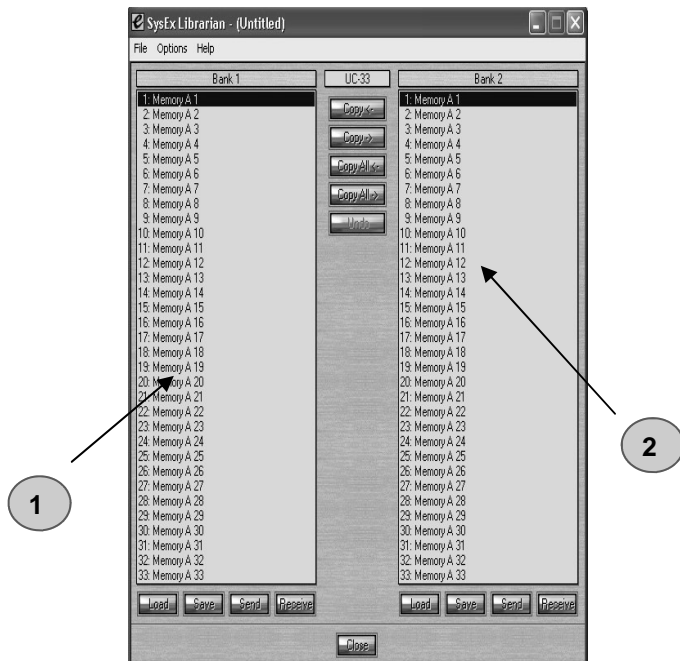 SysEx Librarian - (Untitled)
File Options Help
Bank 1
1: Memory A 1
2: Memory A 2
3: Memory A 3
4: Memory A 4
5: Memory A 5
6: Memory A 6
7: Memory A 7
8: Memory A 8
9: Memory A 9
10: Memory A 10
11: Memory A 11
12: Memory A 12
13: Memory A 13
14: Memory A 14
15: Memory A 15
16: Memory A 16
17: Memory A 17
18: Memory A 18
19: Memory A 19
20: Memory A 20
21: Memory A 21
22: Memory A 22
23: Memory A 23
24: Memory A 24
25: Memory A 25
26: Memory A 26
27: Memory A 27
28: Memory A 28
29: Memory A 29
30: Memory A 30
31: Memory A 31
32: Memory A 32
33: Memory A 33
Load Save Send Receive
UC-33
Copy <-
Copy ->
Copy All <-
Copy All ->
Undo
Bank 2
1: Memory A 1
2: Memory A 2
3: Memory A 3
4: Memory A 4
5: Memory A 5
6: Memory A 6
7: Memory A 7
8: Memory A 8
9: Memory A 9
10: Memory A 10
11: Memory A 11
12: Memory A 12
13: Memory A 13
14: Memory A 14
15: Memory A 15
16: Memory A 16
17: Memory A 17
18: Memory A 18
19: Memory A 19
20: Memory A 20
21: Memory A 21
22: Memory A 22
23: Memory A 23
24: Memory A 24
25: Memory A 25
26: Memory A 26
27: Memory A 27
28: Memory A 28
29: Memory A 29
30: Memory A 30
31: Memory A 31
32: Memory A 32
33: Memory A 33
Load Save Send Receive
Close
1
2